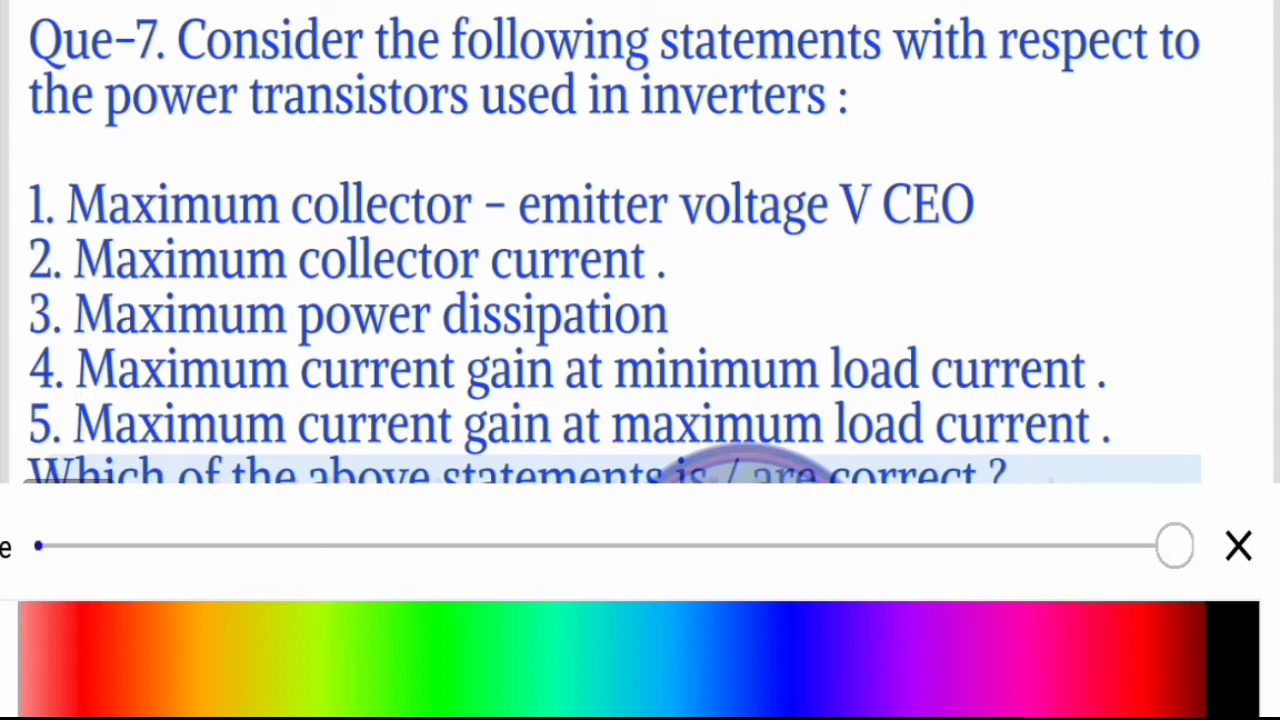 Que-7. Consider the following statements with respect to
the power transistors used in inverters :
1. Maximum collector - emitter voltage V CEO
2. Maximum collector current .
3. Maximum power dissipation
4. Maximum current gain at minimum load current .
5. Maximum current gain at maximum load current .
Which of the above statements is / are correct ?
e
X